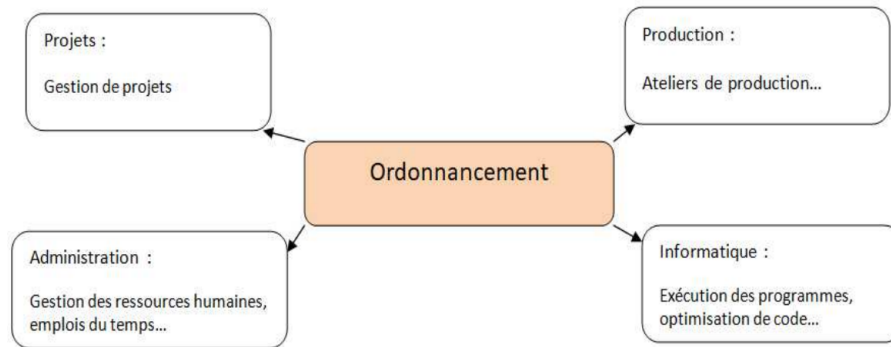 Projets :
Gestion de projets
Production :
Ateliers de production...
Ordonnancement
Administration :
Gestion des ressources humaines,
emplois du temps...
Informatique :
Exécution des programmes,
optimisation de code...